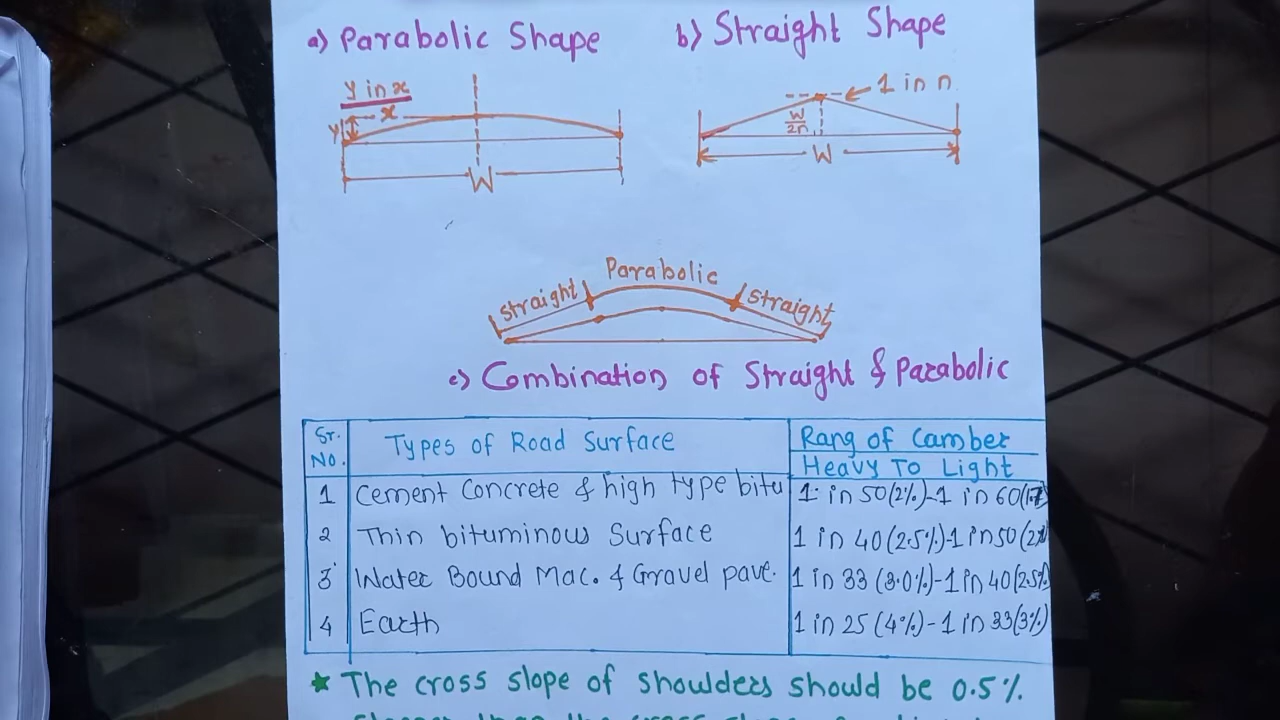 a) Parabolic Shape
b) Straight Shape
y in x
x
y
W
1 in n
W/2n
W
Straight
Parabolic
Straight
c) Combination of Straight & Parabolic
Sr. No. Types of Road Surface Rang of Camber
Heavy To Light
1 Cement Concrete & high type bitu 1 in 50(2%)-1 in 60(1.7
2 Thin bituminous Surface 1 in 40(2.5%)-1 in 50(2%
3 Water Bound Mac. & Gravel pave. 1 in 33 (3.0%)-1 in 40(2.5%
4 Earth 1 in 25 (4%)-1 in 33(3%)
★ The cross slope of shoulders should be 0.5%